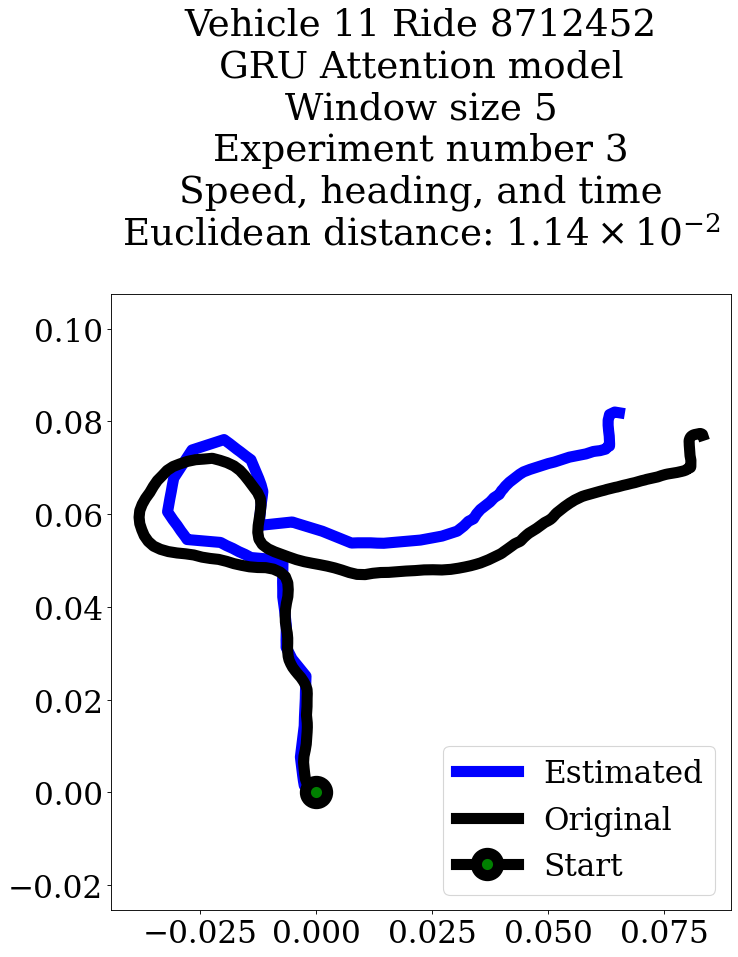 Vehicle 11 Ride 8712452
GRU Attention model
Window size 5
Experiment number 3
Speed, heading, and time
Euclidean distance: 1.14 × 10⁻²
0.10
0.08
0.06
0.04
0.02
0.00
−0.02
−0.025 0.000 0.025 0.050 0.075
Estimated
Original
Start